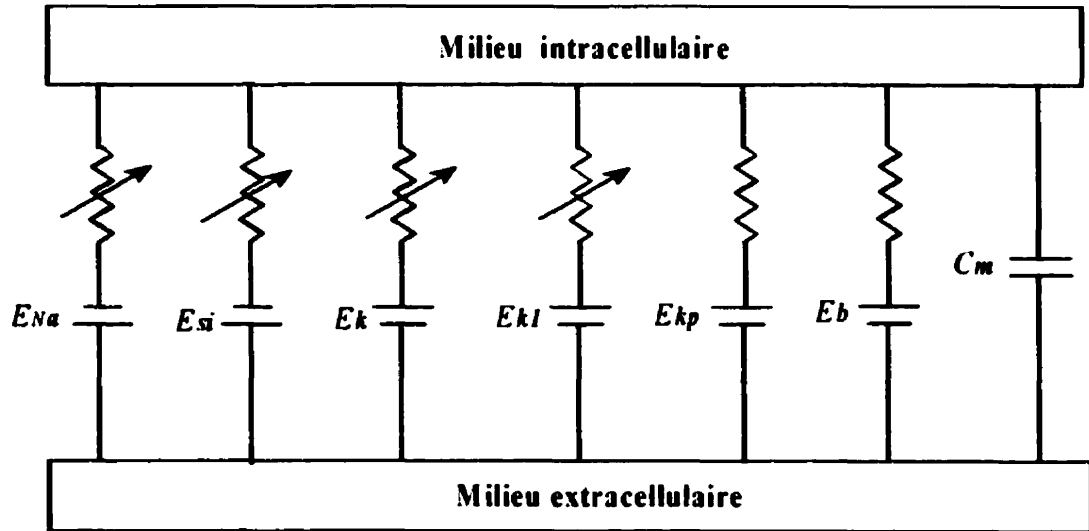 Milieu intracellulaire
ENa
Esi
Ek
Ek1
Ekp
Eb
Cm
Milieu extracellulaire